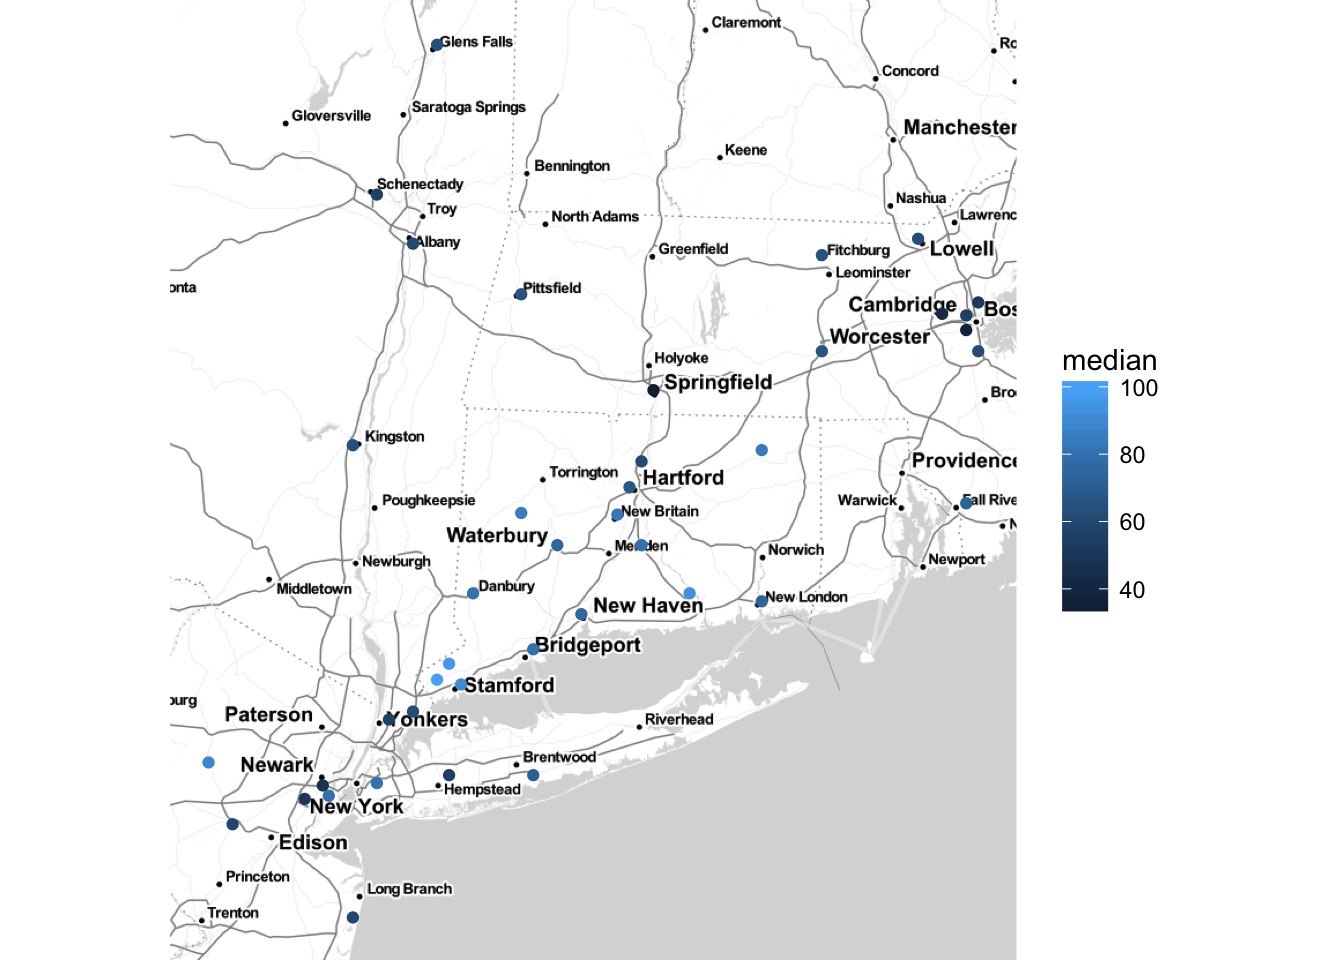 Claremont
Glens Falls
Ro
Concord
Saratoga Springs
Gloversville
Manchester
Keene
Bennington
Schenectady
Nashua
Troy
Lawrenc
North Adams
Albany
Greenfield
Fitchburg
Lowell
Leominster
onta
Pittsfield
Cambridge
Bos
Worcester
Holyoke
median
Springfield
100
Bro
Kingston
80
Providence
Torrington
Hartford
Poughkeepsie
Warwick
Fall Rive
New Britain
60
N
Waterbury
Meriden
Norwich
Newburgh
Newport
Danbury
Middletown
40
New London
New Haven
Bridgeport
Stamford
burg
Paterson
Yonkers
Riverhead
Brentwood
Newark
Hempstead
New York
Edison
Princeton
Long Branch
Trenton